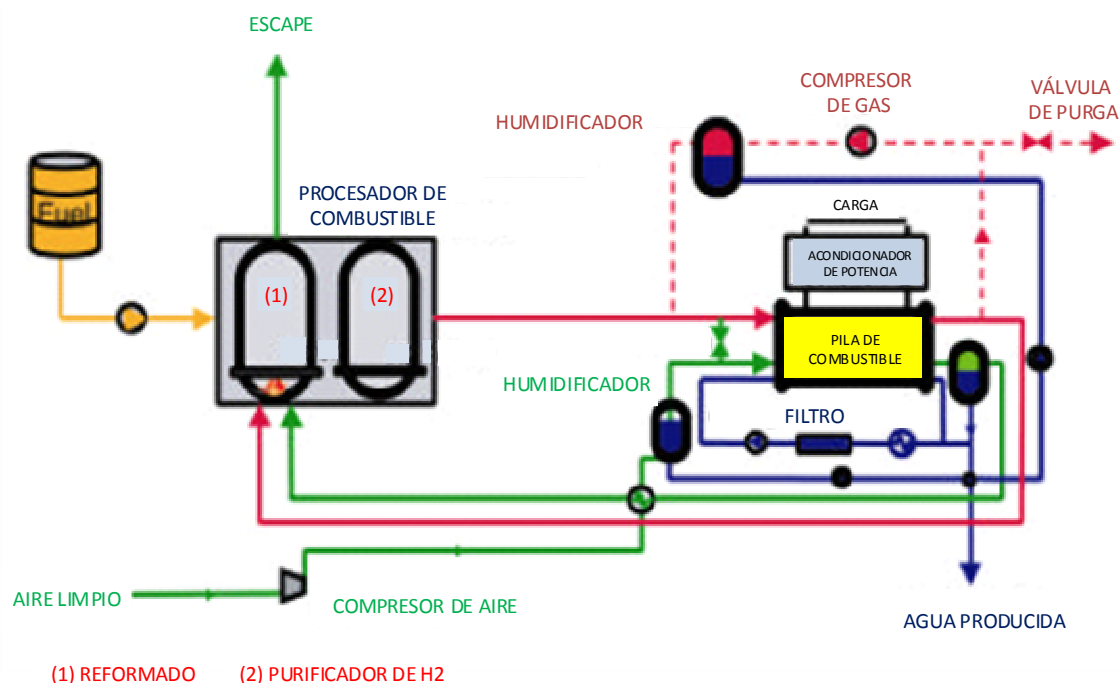 ESCAPE
COMPRESOR
DE GAS
VÁLVULA
DE PURGA
HUMIDIFICADOR
Fuel
PROCESADOR DE
COMBUSTIBLE
CARGA
ACONDICIONADOR
DE POTENCIA
(1)
(2)
PILA DE
COMBUSTIBLE
HUMIDIFICADOR
FILTRO
AIRE LIMPIO
COMPRESOR DE AIRE
AGUA PRODUCIDA
(1) REFORMADO
(2) PURIFICADOR DE H2